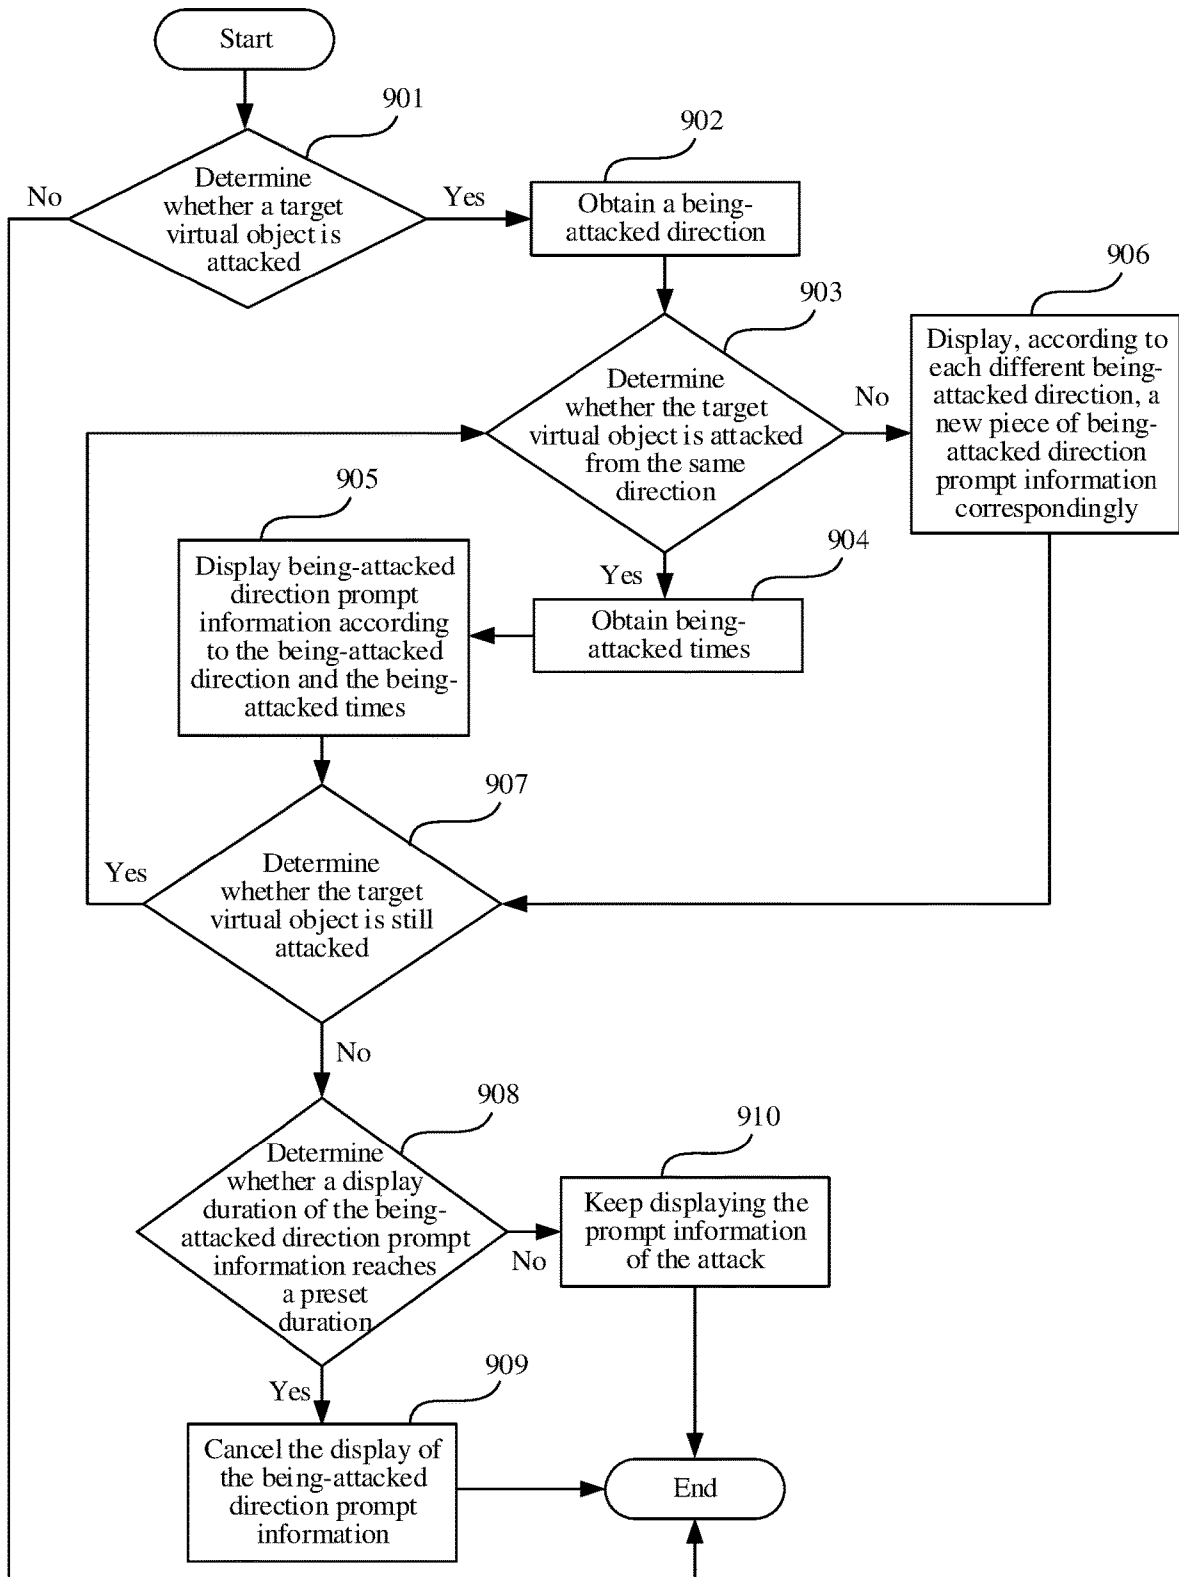 Start
901
Determine
whether a target
virtual object is
attacked
No
Yes
902
Obtain a being-
attacked direction
903
Determine
whether the target
virtual object is attacked
from the same
direction
No
906
Display, according to
each different being-
attacked direction, a
new piece of being-
attacked direction
prompt information
correspondingly
Yes
904
Obtain being-
attacked times
905
Display being-attacked
direction prompt
information according
to the being-attacked
direction and the being-
attacked times
907
Determine
whether the target
virtual object is still
attacked
Yes
No
908
Determine
whether a display
duration of the being-
attacked direction prompt
information reaches
a preset
duration
No
910
Keep displaying the
prompt information
of the attack
Yes
909
Cancel the display of
the being-attacked
direction prompt
information
End